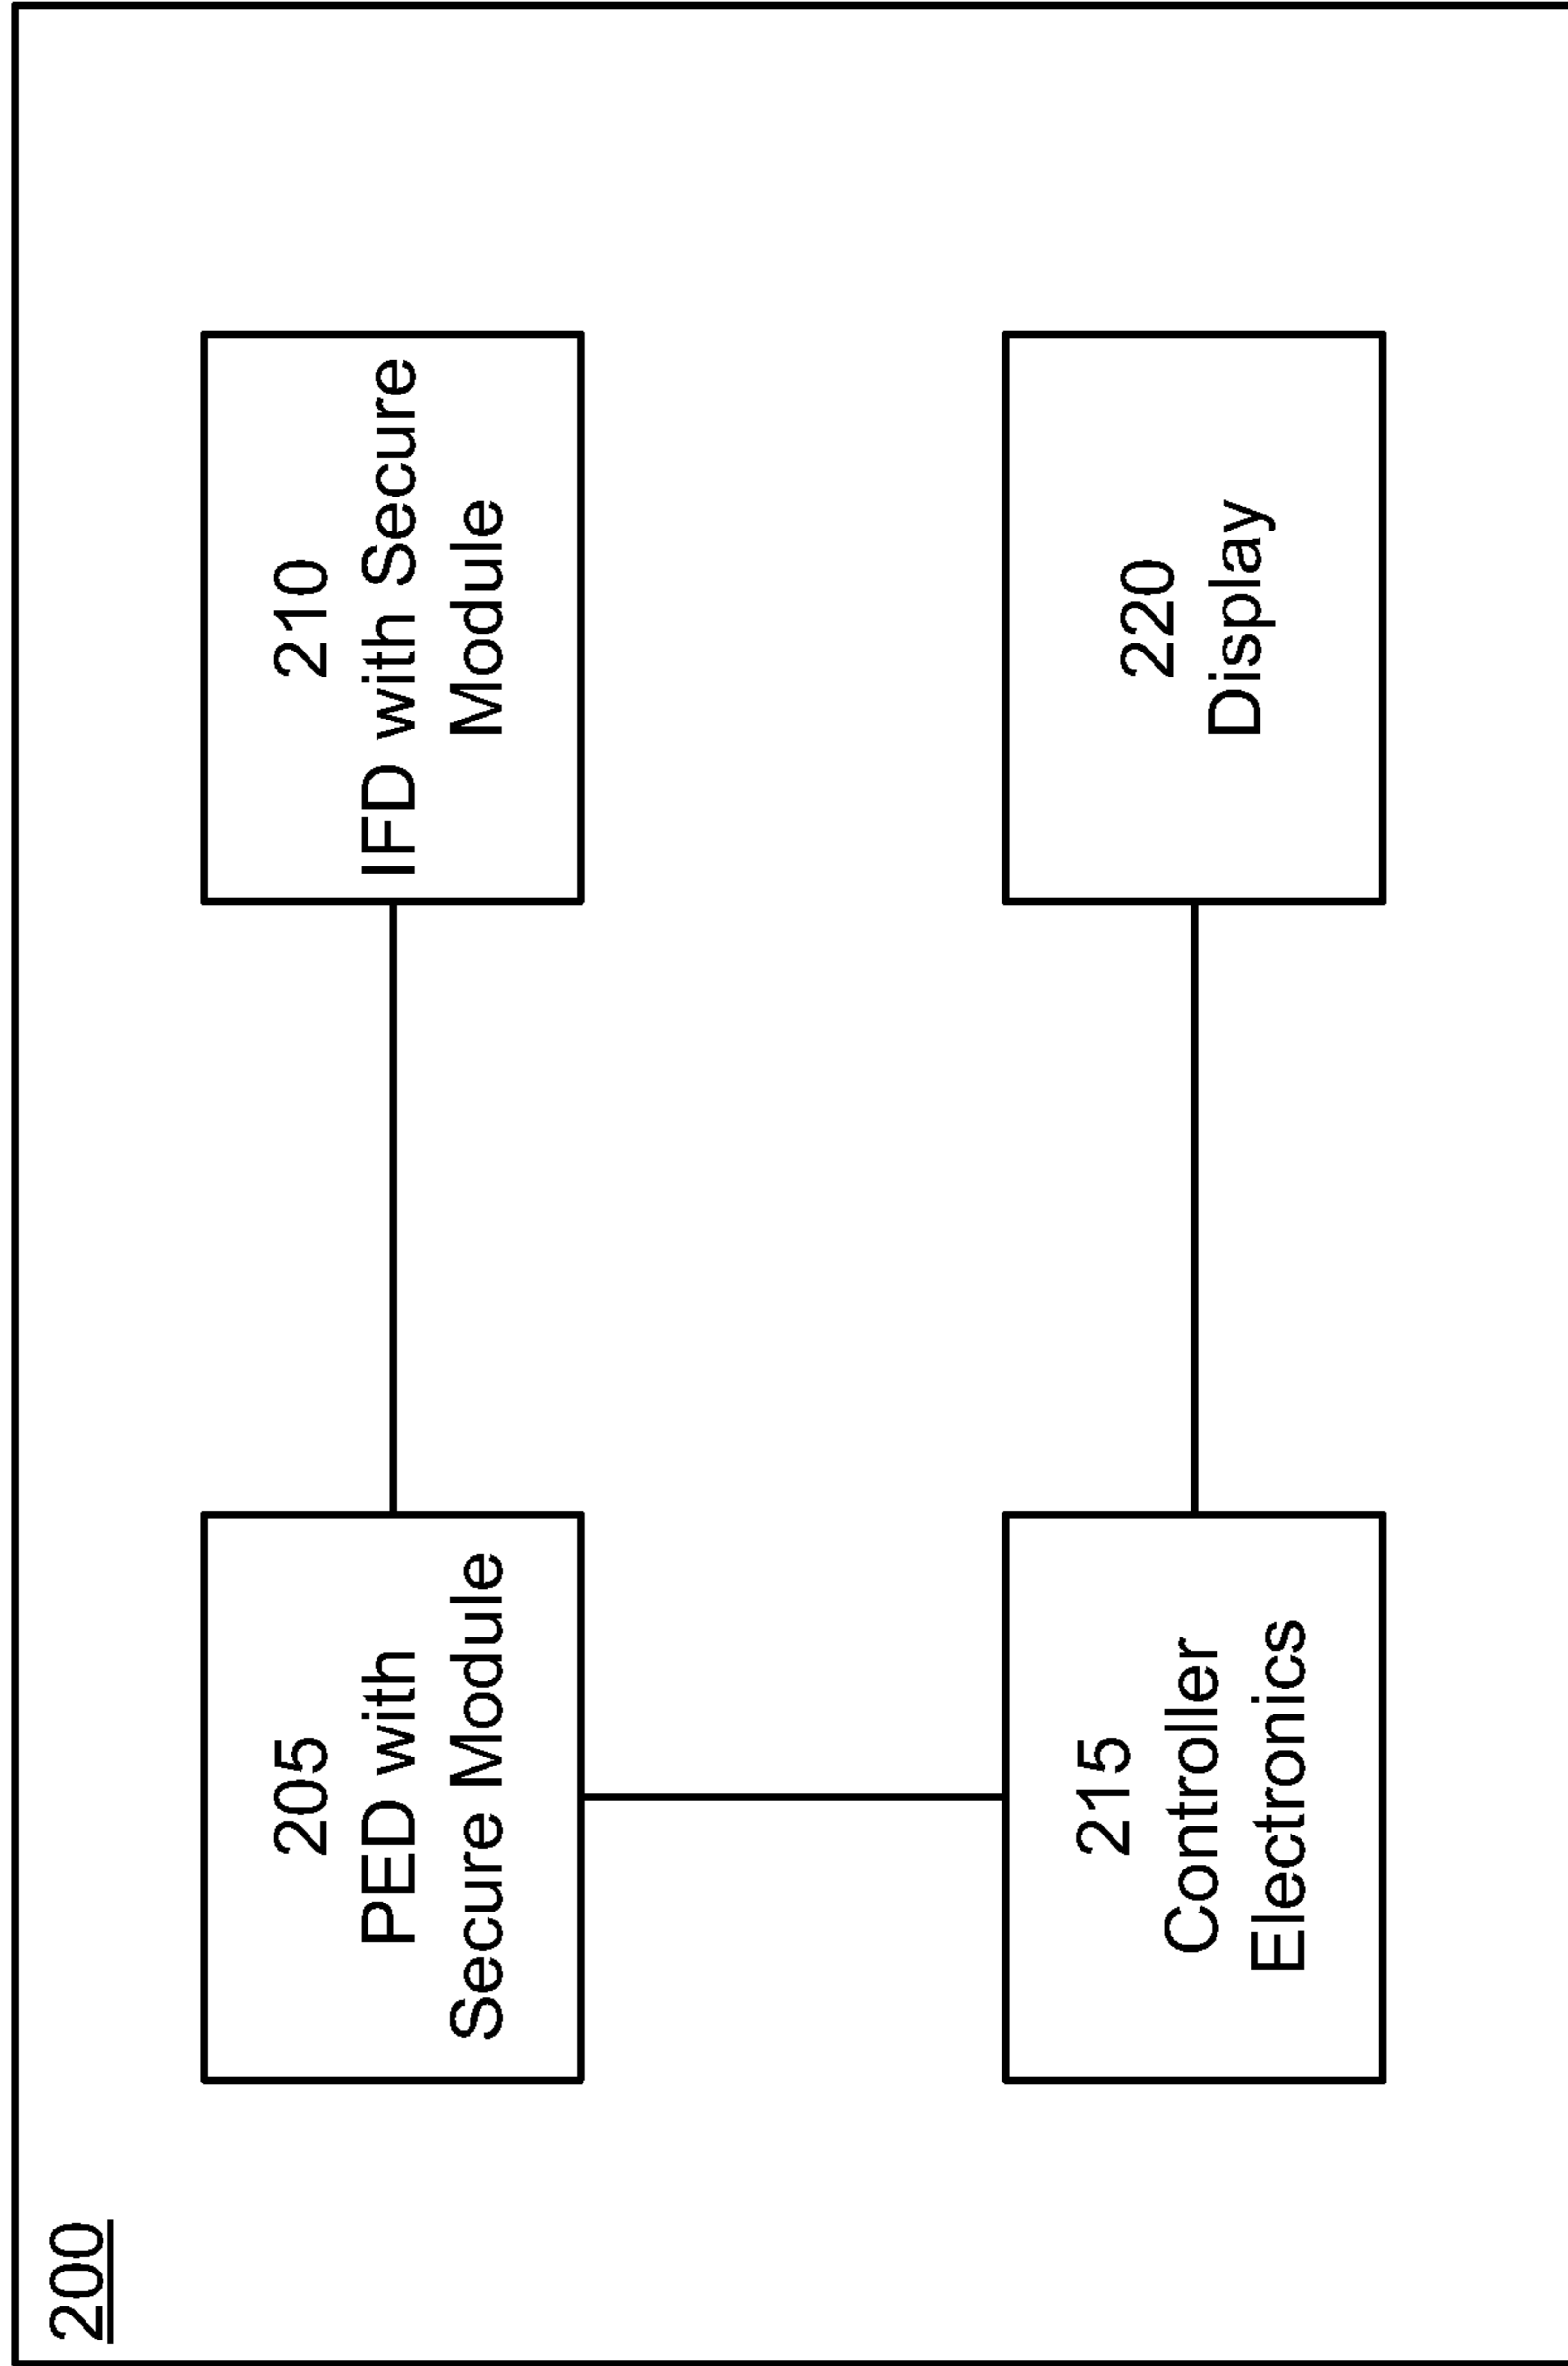 200
205
PED with
Secure Module
210
IFD with Secure
Module
215
Controller
Electronics
220
Display